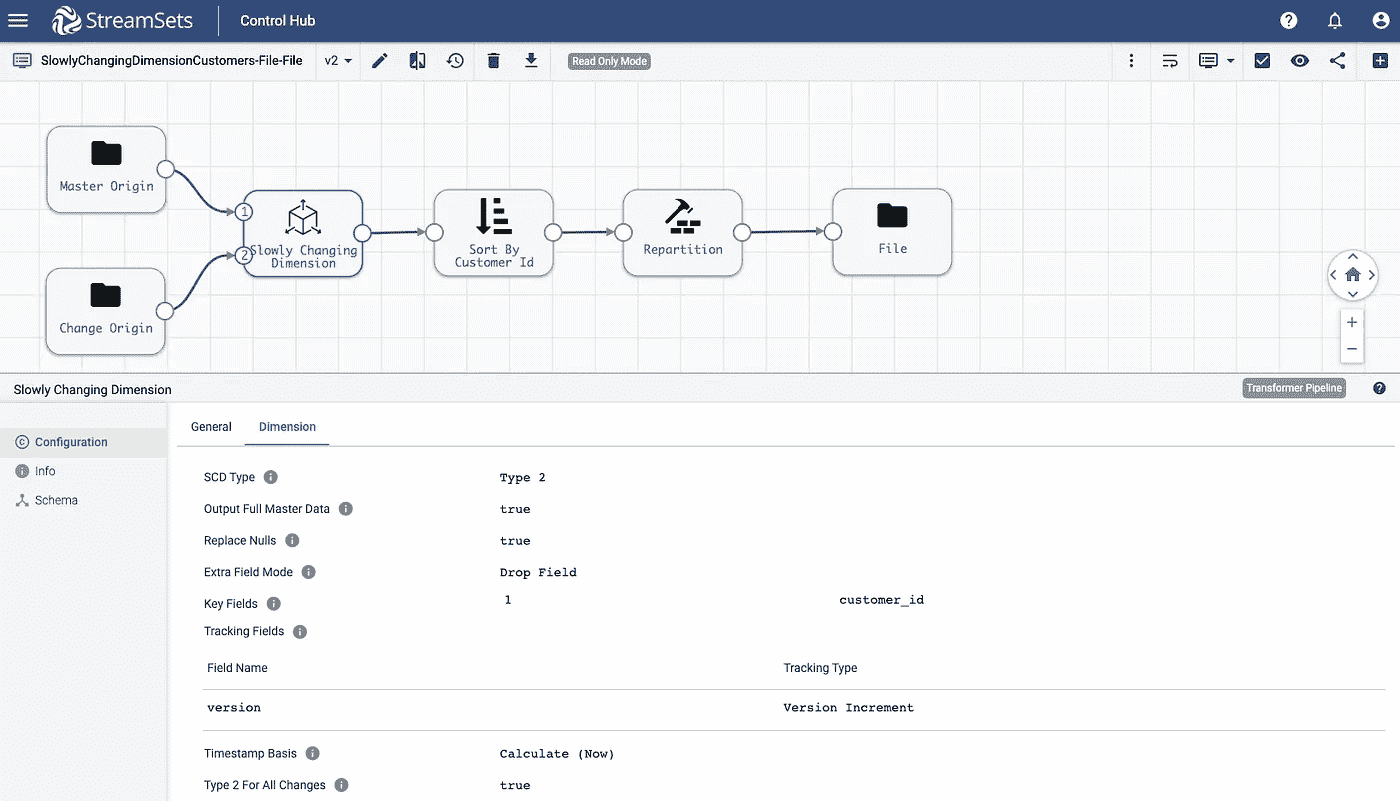 StreamSets Control Hub
SlowlyChangingDimensionCustomers-File-File v2 Read Only Mode
Master Origin
1
2
Slowly Changing
Dimension
Sort By
Customer Id
Repartition
File
Change Origin
Slowly Changing Dimension Transformer Pipeline
Configuration
Info
Schema
General Dimension
SCD Type Type 2
Output Full Master Data true
Replace Nulls true
Extra Field Mode Drop Field
Key Fields 1 customer_id
Tracking Fields
Field Name Tracking Type
version Version Increment
Timestamp Basis Calculate (Now)
Type 2 For All Changes true